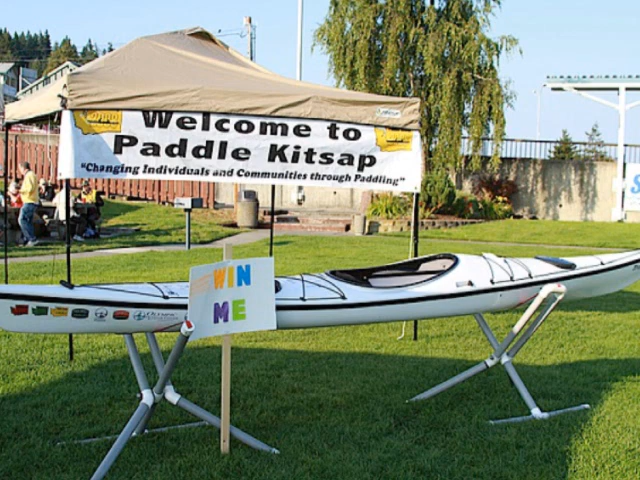 Welcome to
Paddle Kitsap
"Changing Individuals and Communities through Paddling"
WIN
ME